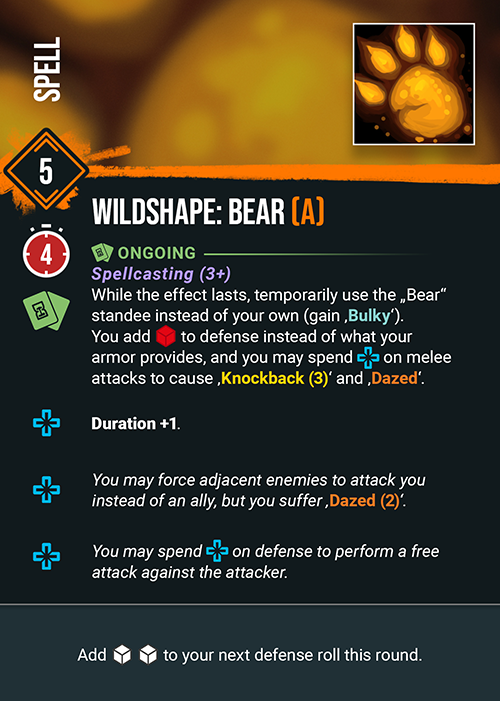 SPELL
5
WILDSHAPE: BEAR (A)
4
ONGOING
Spellcasting (3+)
While the effect lasts, temporarily use the „Bear“
standee instead of your own (gain ‚Bulky‘).
You add to defense instead of what your
armor provides, and you may spend on melee
attacks to cause ‚Knockback (3)‘ and ‚Dazed‘.
Duration +1.
You may force adjacent enemies to attack you
instead of an ally, but you suffer ‚Dazed (2)‘.
You may spend on defense to perform a free
attack against the attacker.
Add to your next defense roll this round.